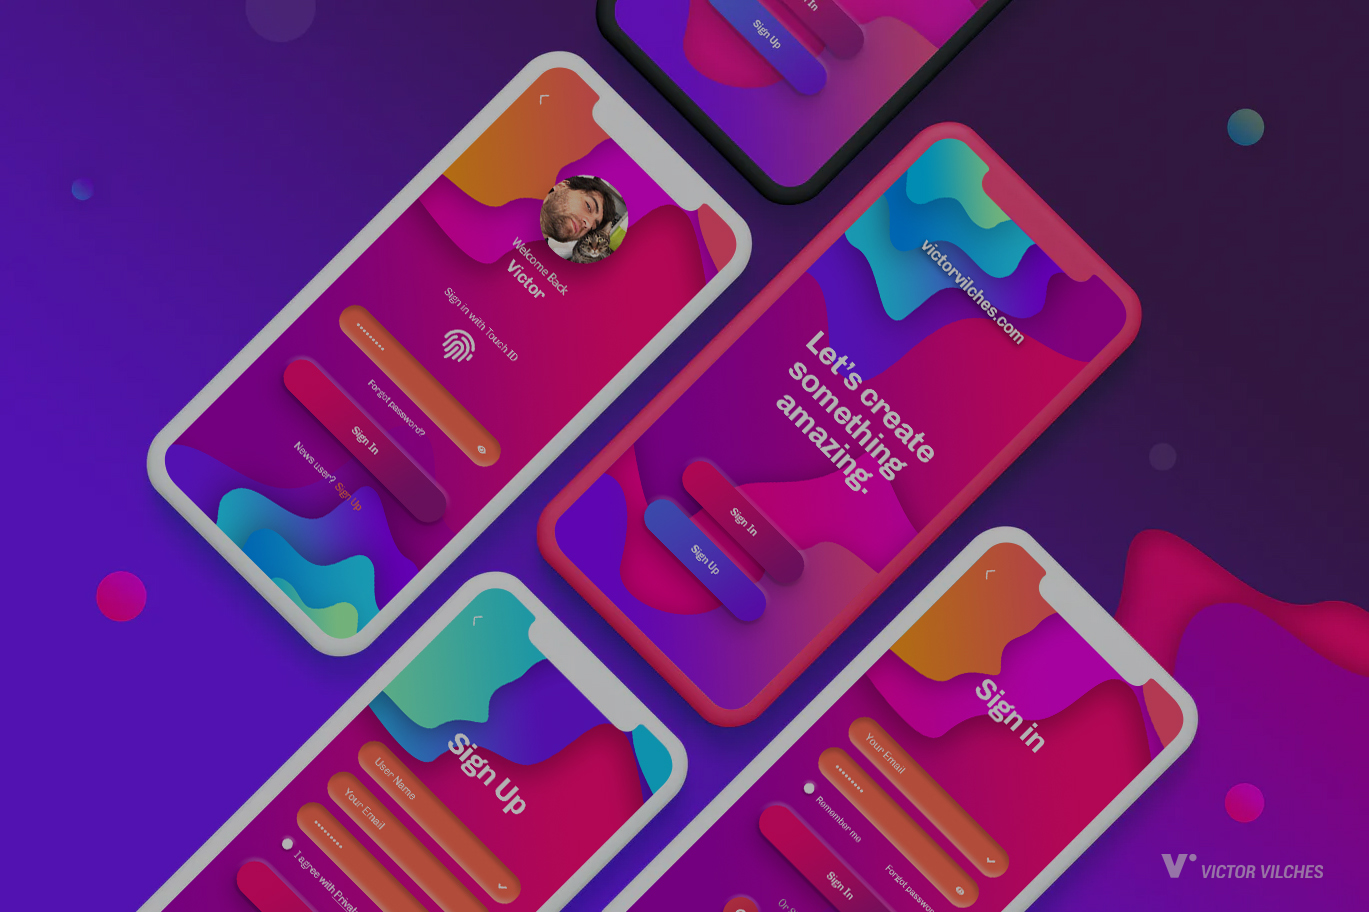 Sign In
Sign Up
Welcome Back
Victor
Sign in with Touch ID
Forgot password?
Sign In
News user? Sign Up
victorvilches.com
Let's create
something
amazing.
Sign In
Sign Up
Sign Up
User Name
Your Email
I agree with
Sign in
Your Email
Remember me
Forgot password
Sign In
Or S
VICTOR VILCHES